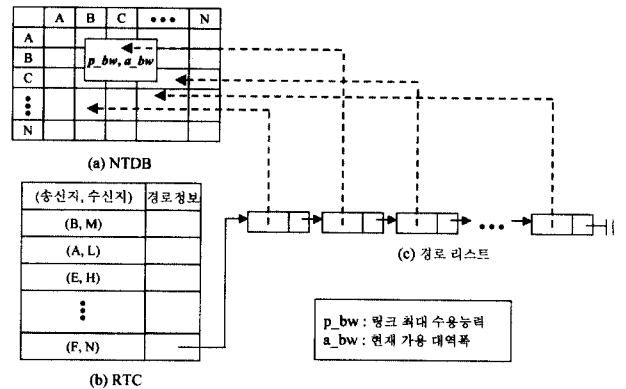 A B C ••• N
A
B
p_bw, a_bw
C
N
(a) NTDB
(송신지, 수신지) 경로정보
(B, M)
(A, L)
(E, H)
(F, N)
(b) RTC
•••
(c) 경로 리스트
p_bw : 링크 최대 수용능력
a_bw : 현재 가용 대역폭